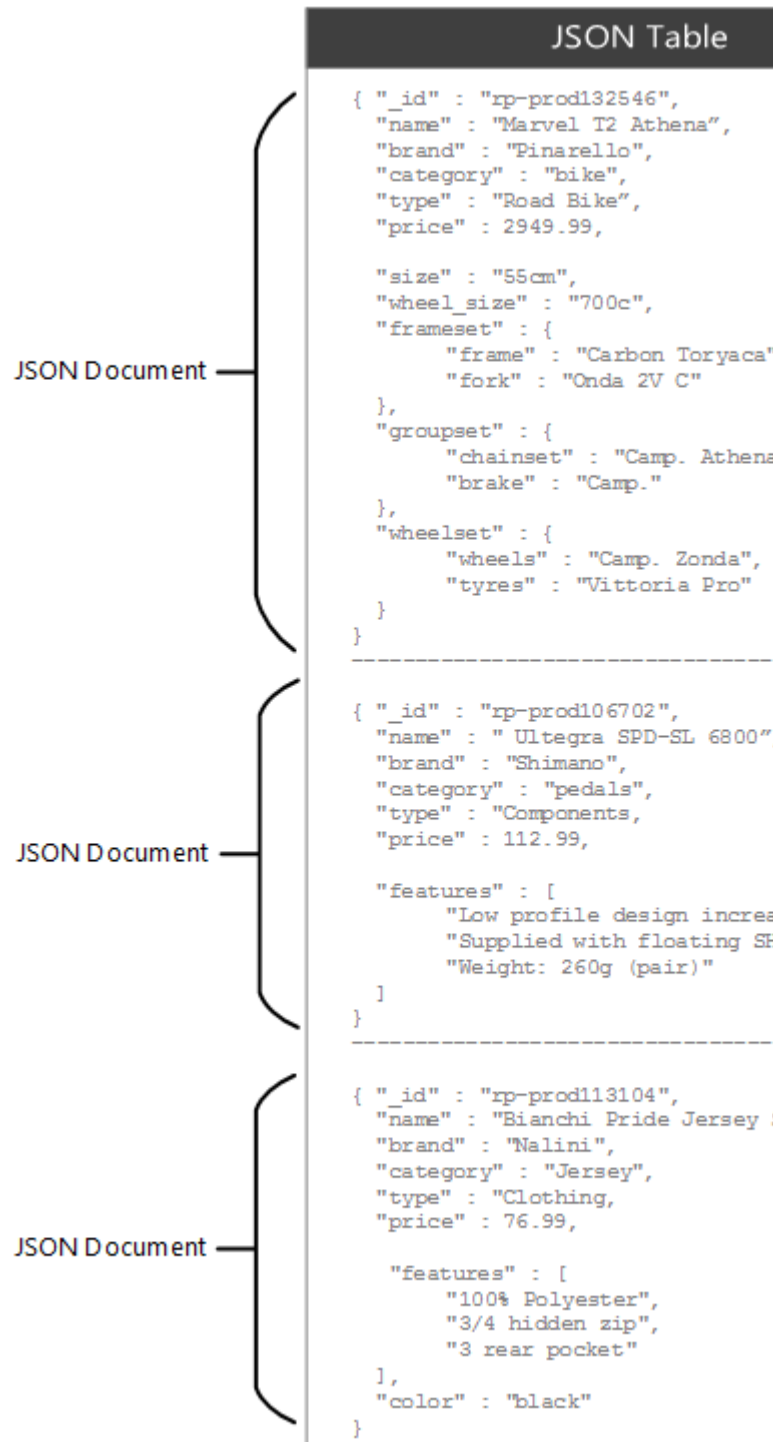 JSON Table
{ "_id" : "rp-prod132546",
"name" : "Marvel T2 Athena”,
"brand" : "Pinarello",
"category" : "bike",
"type" : "Road Bike”,
"price" : 2949.99,
"size" : "55cm",
"wheel_size" : "700c",
"frameset" : {
"frame" : "Carbon Toryaca"
"fork" : "Onda 2V C"
},
"groupset" : {
"chainset" : "Camp. Athena
"brake" : "Camp."
},
"wheelset" : {
"wheels" : "Camp. Zonda",
"tyres" : "Vittoria Pro"
}
}
JSON Document
{ "_id" : "rp-prod106702",
"name" : " Ultegra SPD-SL 6800”
"brand" : "Shimano",
"category" : "pedals",
"type" : "Components,
"price" : 112.99,
"features" : [
"Low profile design
"Supplied with floating
"Weight: 260g (pair)"
]
}
JSON Document
{ "_id" : "rp-prod113104",
"name" : "Bianchi Pride Jersey
"brand" : "Nalini",
"category" : "Jersey",
"type" : "Clothing,
"price" : 76.99,
"features" : [
"100% Polyester",
"3/4 hidden zip",
"3 rear pocket"
],
"color" : "black"
}
JSON Document